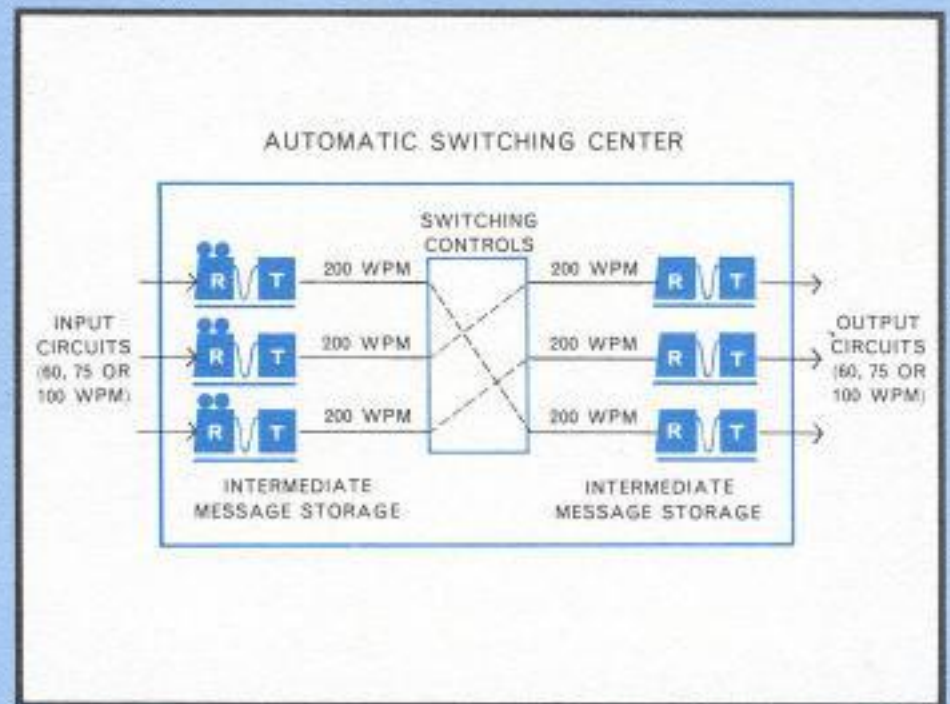 AUTOMATIC SWITCHING CENTER
SWITCHING
CONTROLS
R T 200 WPM 200 WPM R T
INPUT
CIRCUITS
(60, 75 OR
100 WPM)
R T 200 WPM 200 WPM R T
OUTPUT
CIRCUITS
(60, 75 OR
100 WPM)
R T 200 WPM 200 WPM R T
INTERMEDIATE
MESSAGE STORAGE
INTERMEDIATE
MESSAGE STORAGE